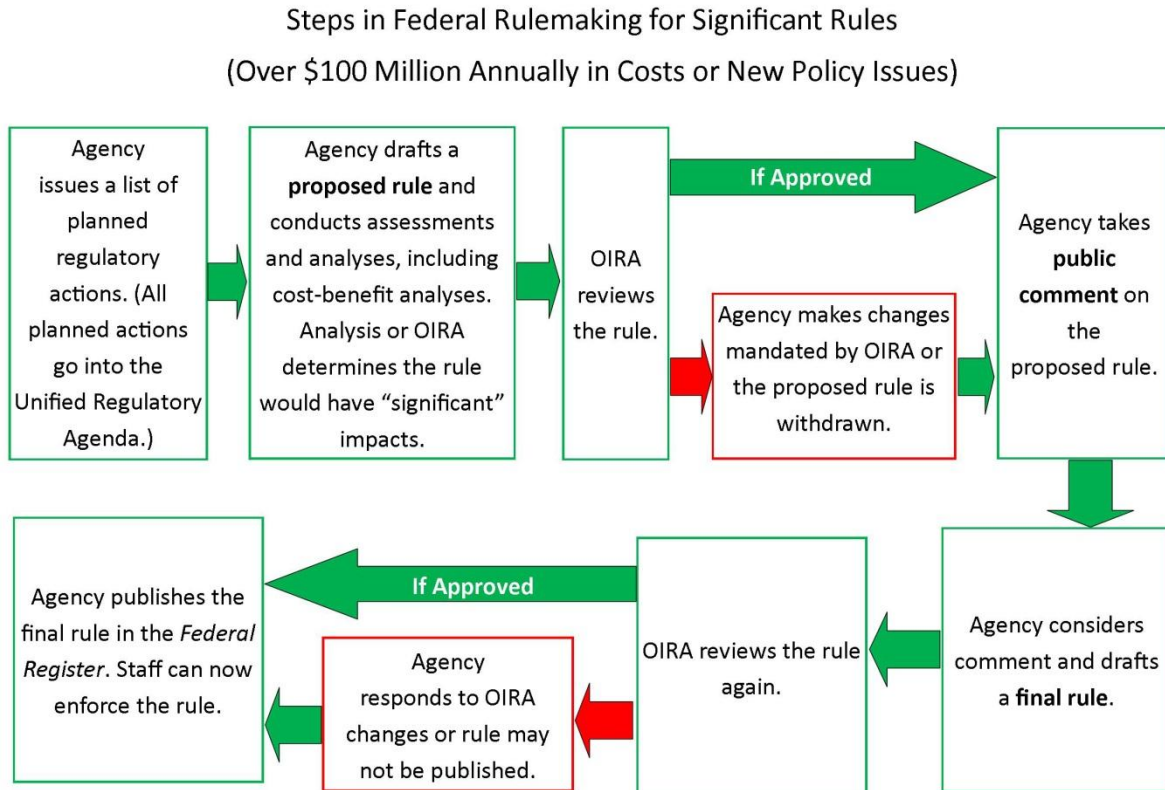 Steps in Federal Rulemaking for Significant Rules
(Over $100 Million Annually in Costs or New Policy Issues)
Agency
issues a list of
planned
regulatory
actions. (All
planned actions
go into the
Unified Regulatory
Agenda.)
Agency drafts a
proposed rule and
conducts assessments
and analyses, including
cost-benefit analyses.
Analysis or OIRA
determines the rule
would have “significant”
impacts.
OIRA
reviews
the rule.
If Approved
Agency makes changes
mandated by OIRA or
the proposed rule is
withdrawn.
Agency takes
public
comment on
the
proposed rule.
Agency considers
comment and drafts
a final rule.
OIRA reviews the rule
again.
If Approved
Agency
responds to OIRA
changes or rule may
not be published.
Agency publishes the
final rule in the Federal
Register. Staff can now
enforce the rule.